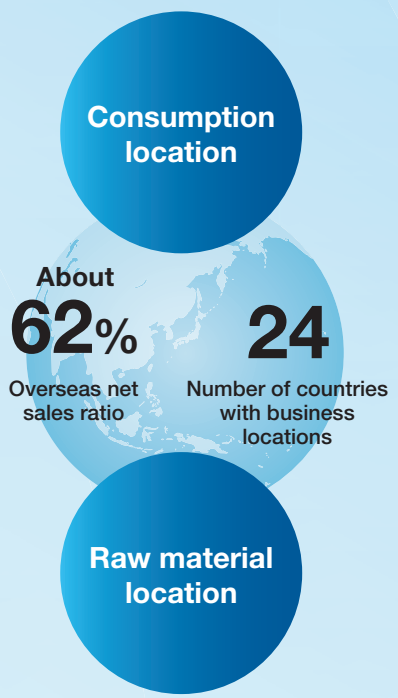 Consumption
location
About
62%
Overseas net
sales ratio
24
Number of countries
with business
locations
Raw material
location